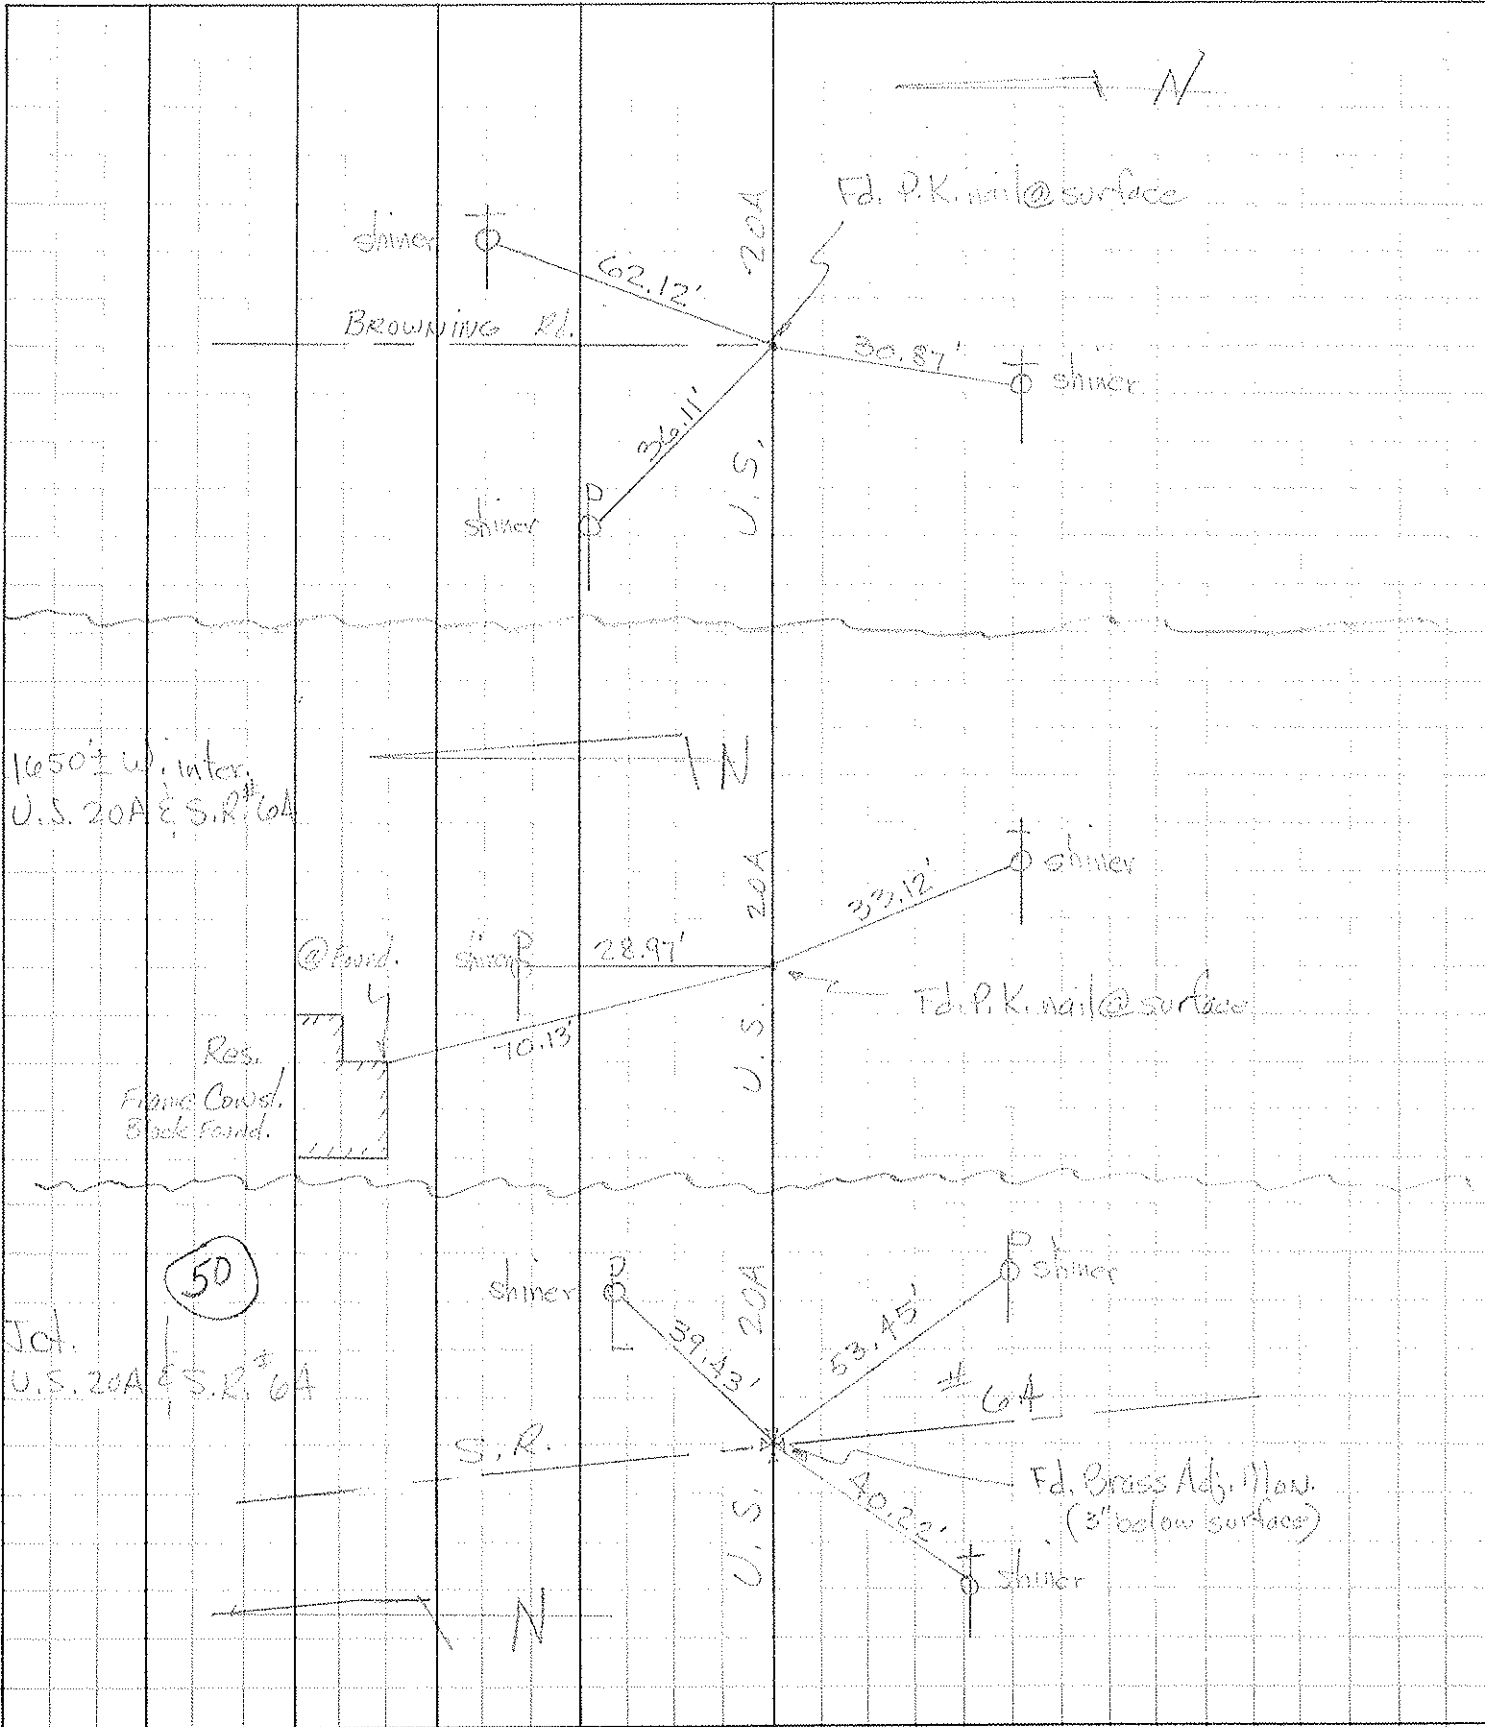 N
Fd. P.K. nail @ surface
20A
shiner
62.12'
BROWNING Rd.
30.87'
shiner
36.11'
U.S.
shiner
1650'± W. inter.
U.S. 20A & S.R.# 64
N
20A
shiner
33.12'
@ Found.
shiner
28.97'
Fd. P.K. nail @ surface
70.13'
U.S.
Res.
Frame Const.
Block Found.
50
shiner
20A
shiner
39.43'
53.45'
Jct.
U.S. 20A & S.R.# 64
# 64
S.R.
Fd. Brass Adj. Mon.
(3" below surface)
40.22'
U.S.
shiner
N